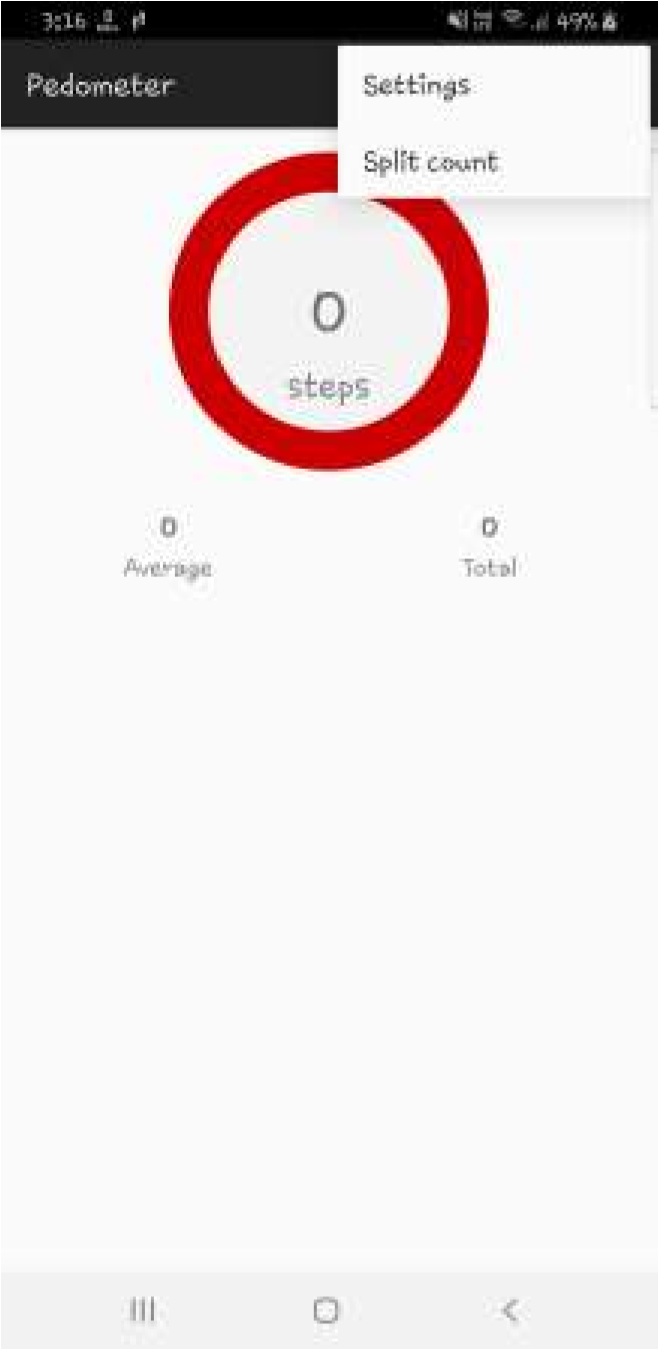 3:16 49%
Pedometer
Settings
Split count
0
steps
0 0
Average Total